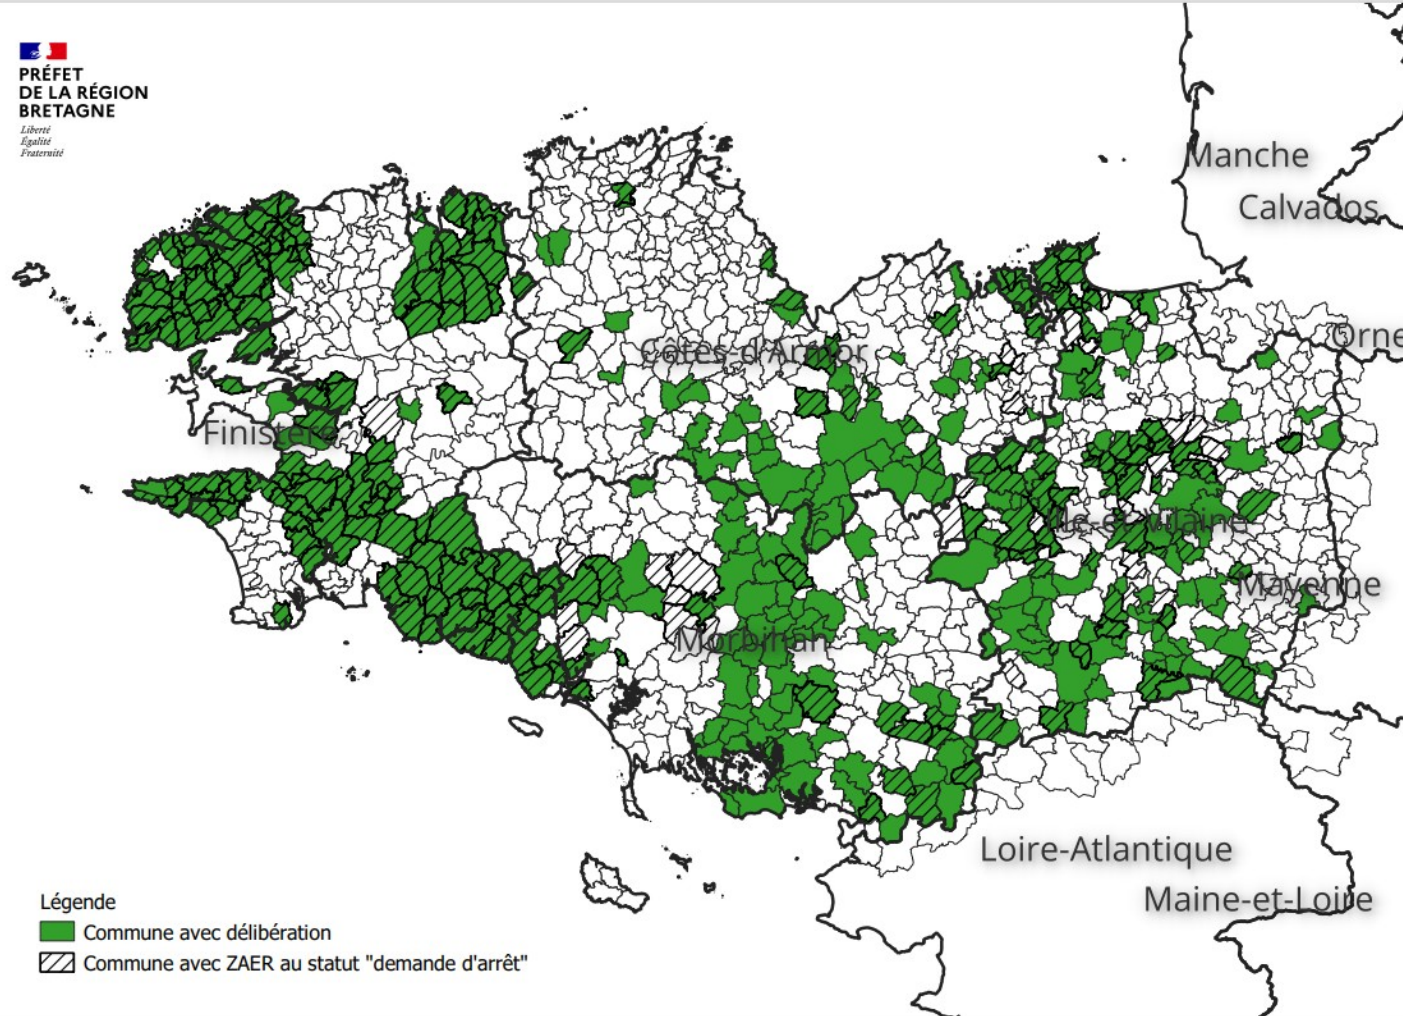 PRÉFET
DE LA RÉGION
BRETAGNE
Liberté
Égalité
Fraternité
Manche
Calvados
Orne
Côtes-d'Armor
Finistère
Ille-et-Vilaine
Mayenne
Morbihan
Loire-Atlantique
Maine-et-Loire
Légende
Commune avec délibération
Commune avec ZAER au statut "demande d'arrêt"